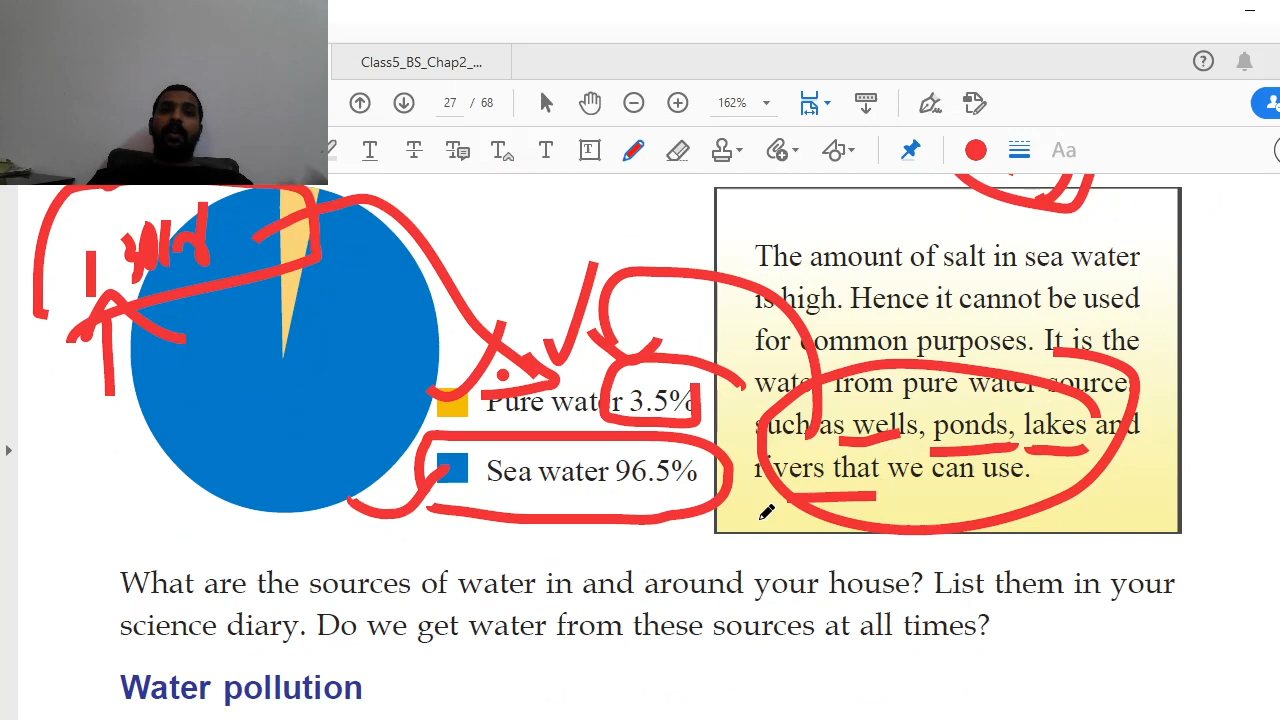 Class5_BS_Chap2_...
27 / 68
162%
Aa
Pure water 3.5%
Sea water 96.5%
The amount of salt in sea water
is high. Hence it cannot be used
for common purposes. It is the
water from pure water sources
such as wells, ponds, lakes and
rivers that we can use.
What are the sources of water in and around your house? List them in your
science diary. Do we get water from these sources at all times?
Water pollution